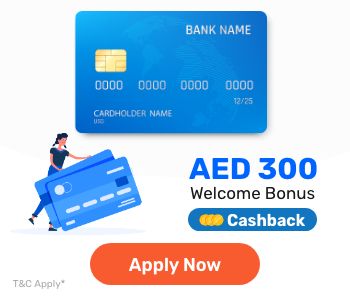 BANK NAME
0000 0000 0000 0000
12/25
CARDHOLDER NAME
AED 300
Welcome Bonus
Cashback
Apply Now
T&C Apply*